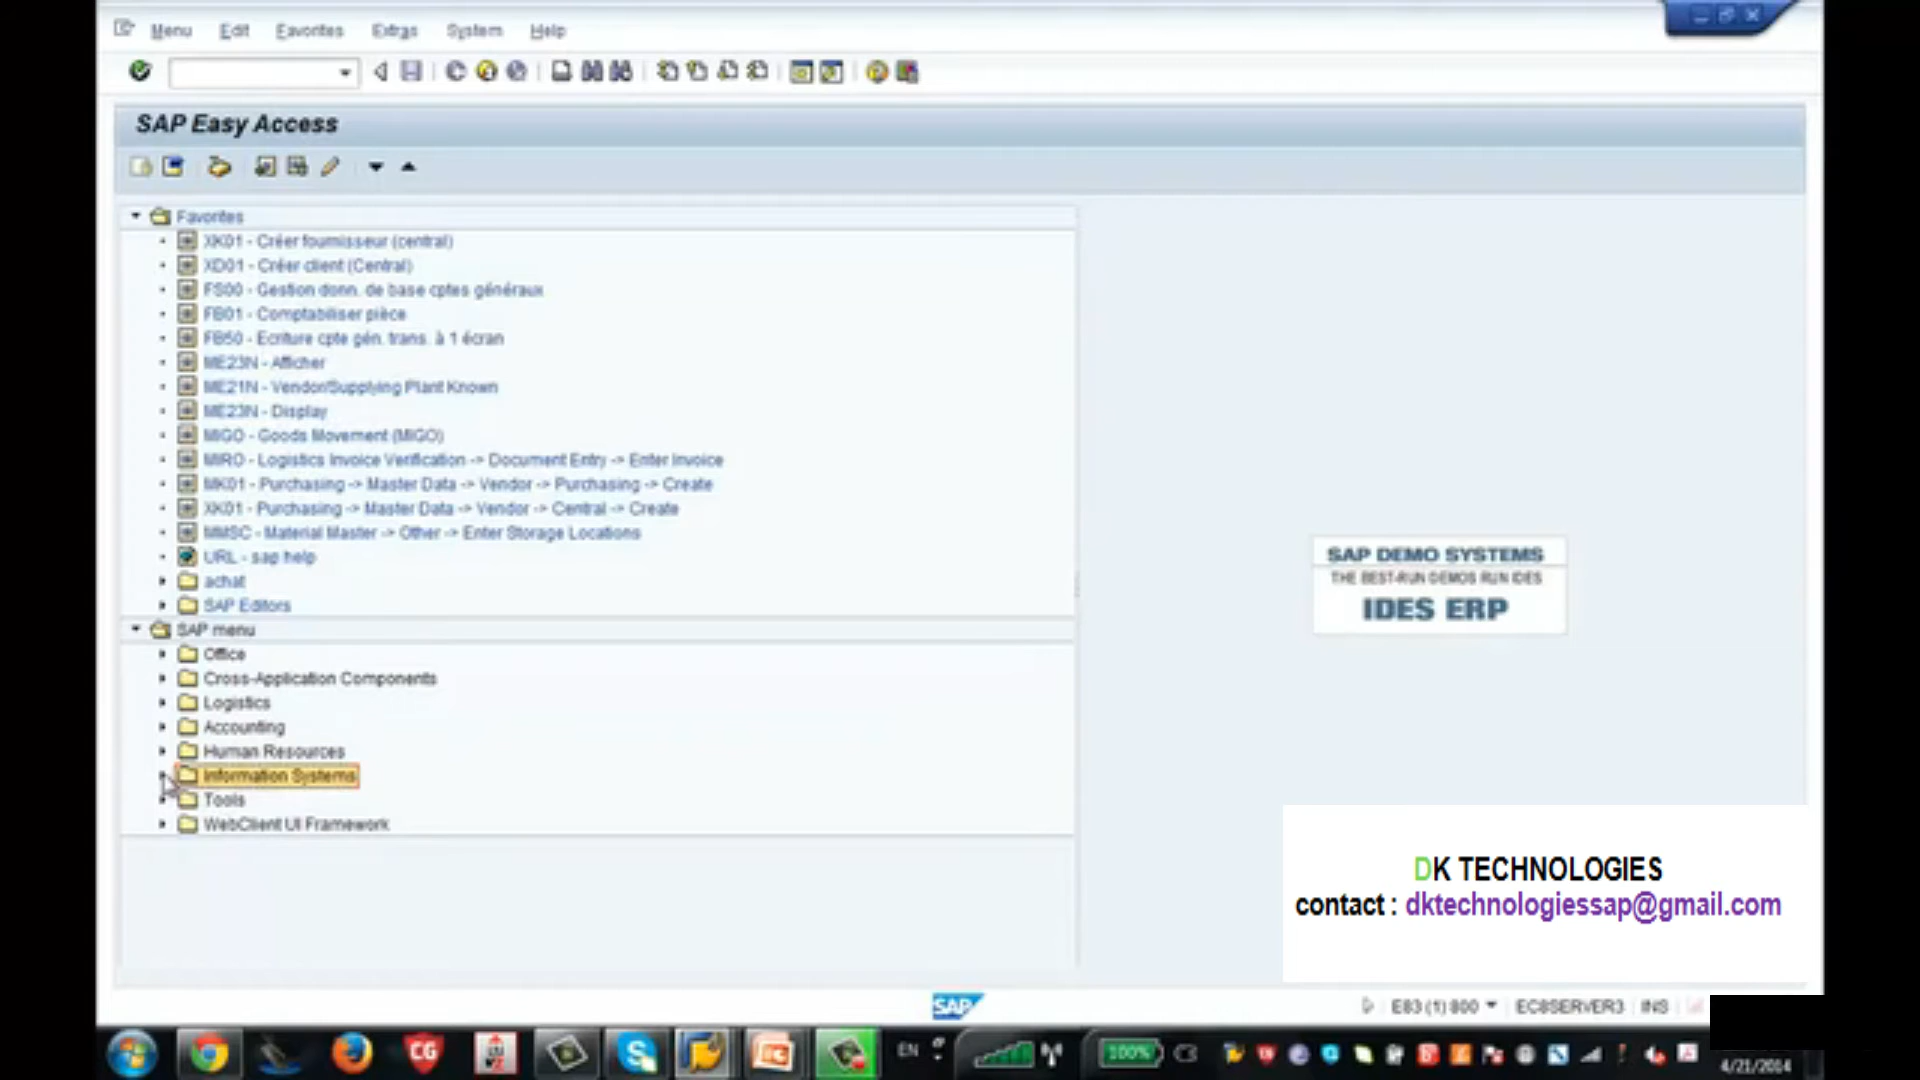 Menu Edit Favorites Extras System Help
SAP Easy Access
Favorites
XK01 - Créer fournisseur (central)
XD01 - Créer client (Central)
FS00 - Gestion donn. de base cptes généraux
FB01 - Comptabiliser pièce
FB50 - Ecriture cpte gén. trans. à 1 écran
ME23N - Afficher
ME21N - Vendor/Supplying Plant Known
ME23N - Display
MIGO - Goods Movement (MIGO)
MIRO - Logistics Invoice Verification -> Document Entry -> Enter Invoice
MK01 - Purchasing -> Master Data -> Vendor -> Purchasing -> Create
XK01 - Purchasing -> Master Data -> Vendor -> Central -> Create
MMSC - Material Master -> Other -> Enter Storage Locations
URL - sap help
achat
SAP Editors
SAP menu
Office
Cross-Application Components
Logistics
Accounting
Human Resources
Information Systems
Tools
WebClient UI Framework
SAP DEMO SYSTEMS
THE BEST-RUN DEMOS RUN IDES
IDES ERP
DK TECHNOLOGIES
contact : dktechnologiessap@gmail.com
SAP
E83 (1) 800 EC8SERVER3 INS
CG
EN
100%
4/21/2014